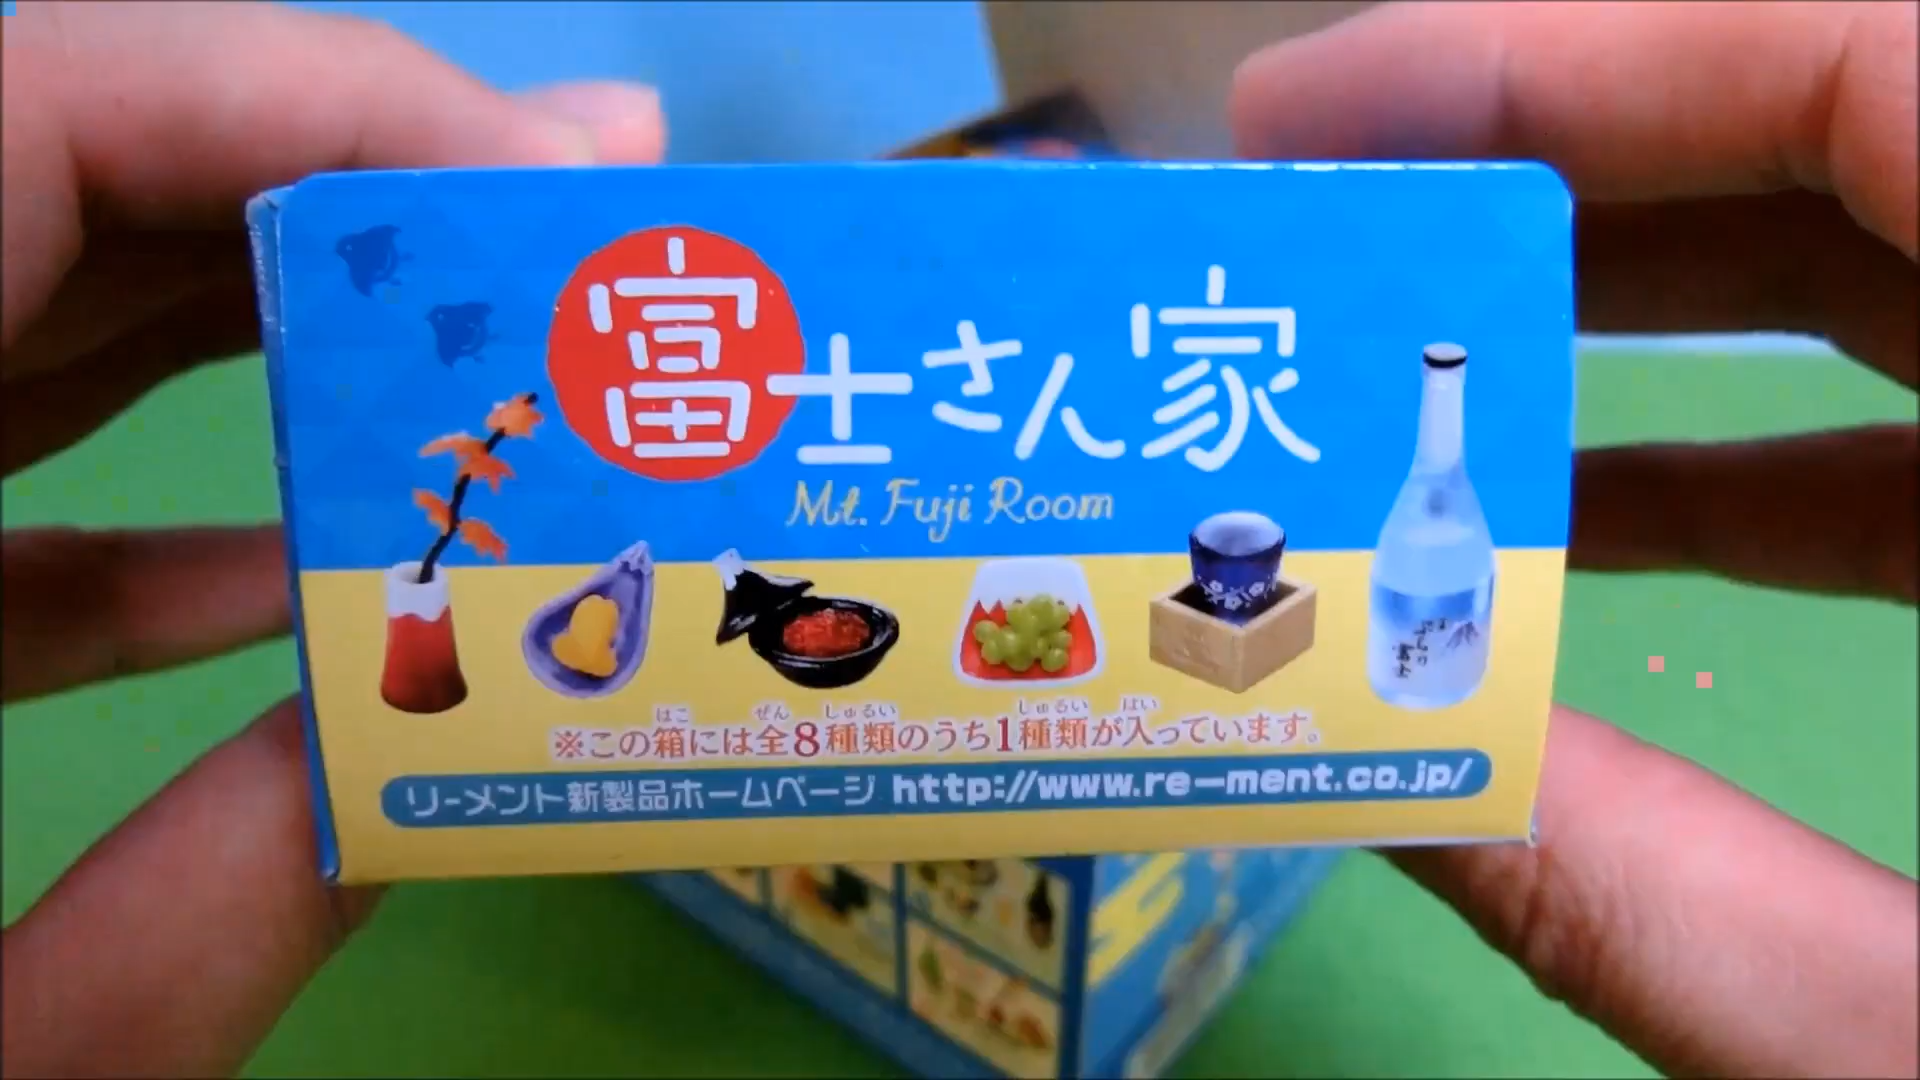 富士さん家
Mt. Fuji Room
※この箱には全8種類のうち1種類が入っています。
リーメント新製品ホームページ http://www.re-ment.co.jp/